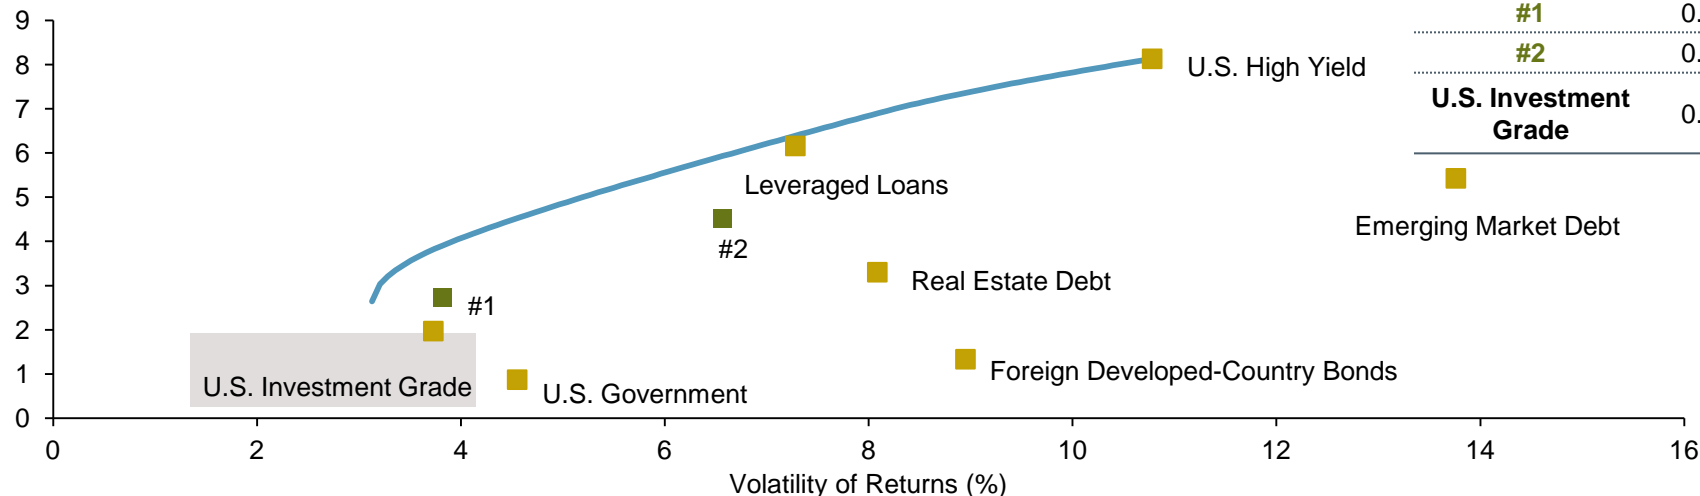 9
#1 0.
8
#2 0.
7
U.S. Investment
Grade
0.
6
5
4
3
2
1
0
U.S. High Yield
Leveraged Loans
Emerging Market Debt
#2
Real Estate Debt
#1
Foreign Developed-Country Bonds
U.S. Investment Grade
U.S. Government
0 2 4 6 8 10 12 14 16
Volatility of Returns (%)